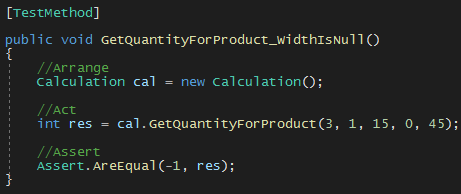 [TestMethod]
public void GetQuantityForProduct_WidthIsNull()
{
//Arrange
Calculation cal = new Calculation();
//Act
int res = cal.GetQuantityForProduct(3, 1, 15, 0, 45);
//Assert
Assert.AreEqual(-1, res);
}